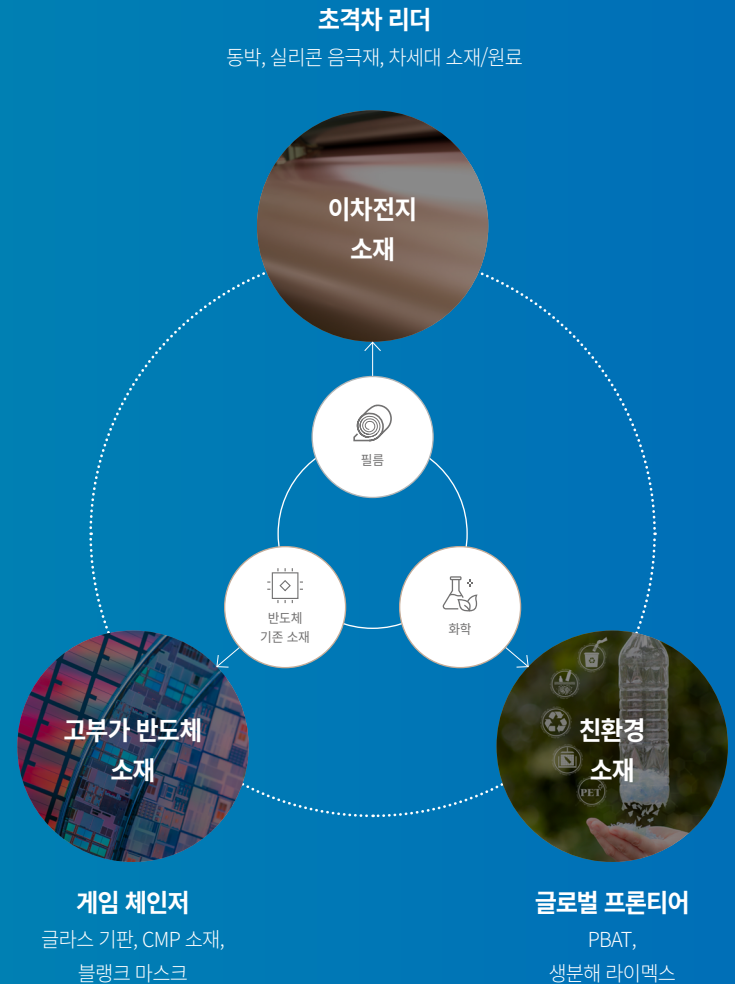 초격차 리더
동박, 실리콘 음극재, 차세대 소재/원료
이차전지
소재
필름
반도체
기존 소재
화학
고부가 반도체
소재
친환경
소재
PET
게임 체인저
글라스 기판, CMP 소재,
블랭크 마스크
글로벌 프론티어
PBAT,
생분해 라이멕스